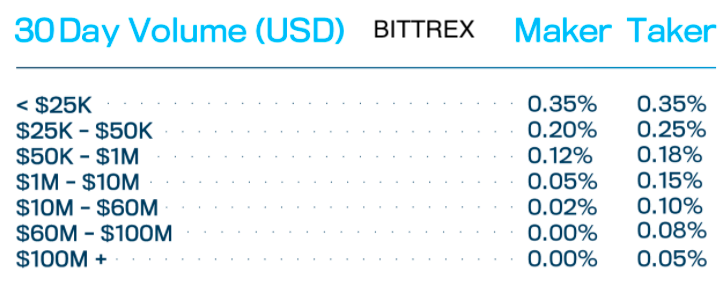 30 Day Volume (USD) BITTREX Maker Taker
< $25K 0.35% 0.35%
$25K - $50K 0.20% 0.25%
$50K - $1M 0.12% 0.18%
$1M - $10M 0.05% 0.15%
$10M - $60M 0.02% 0.10%
$60M - $100M 0.00% 0.08%
$100M + 0.00% 0.05%